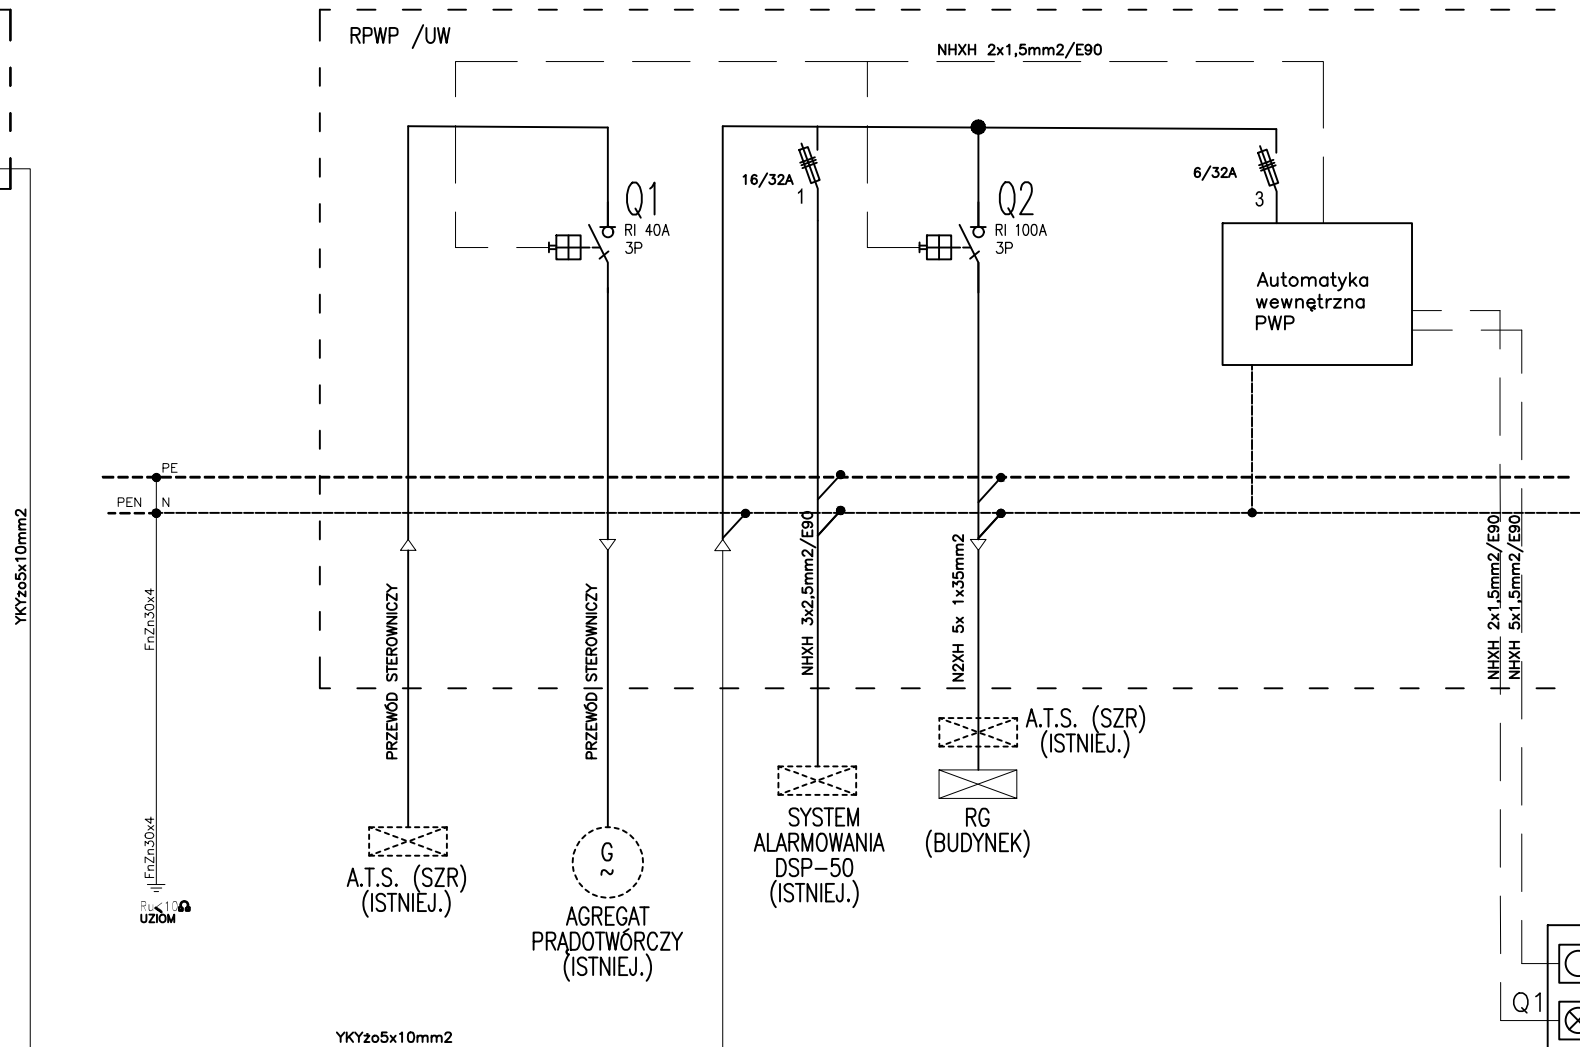 RPWP /UW
NHXH 2x1,5mm2/E90
16/32A
1
Q1
RI 40A
3P
Q2
RI 100A
3P
6/32A
3
Automatyka
wewnętrzna
PWP
PE
PEN
N
YKYżo5x10mm2
FnZn30x4
FnZn30x4
PRZEWÓD STEROWNICZY
PRZEWÓD STEROWNICZY
NHXH 3x2,5mm2/E90
N2XH 5x 1x35mm2
NHXH 2x1,5mm2/E90
NHXH 5x1,5mm2/E90
A.T.S. (SZR)
(ISTNIEJ.)
RG
(BUDYNEK)
SYSTEM
ALARMOWANIA
DSP-50
(ISTNIEJ.)
A.T.S. (SZR)
(ISTNIEJ.)
G
~
AGREGAT
PRĄDOTWÓRCZY
(ISTNIEJ.)
Ru<10Ω
UZIOM
Q1
YKYżo5x10mm2